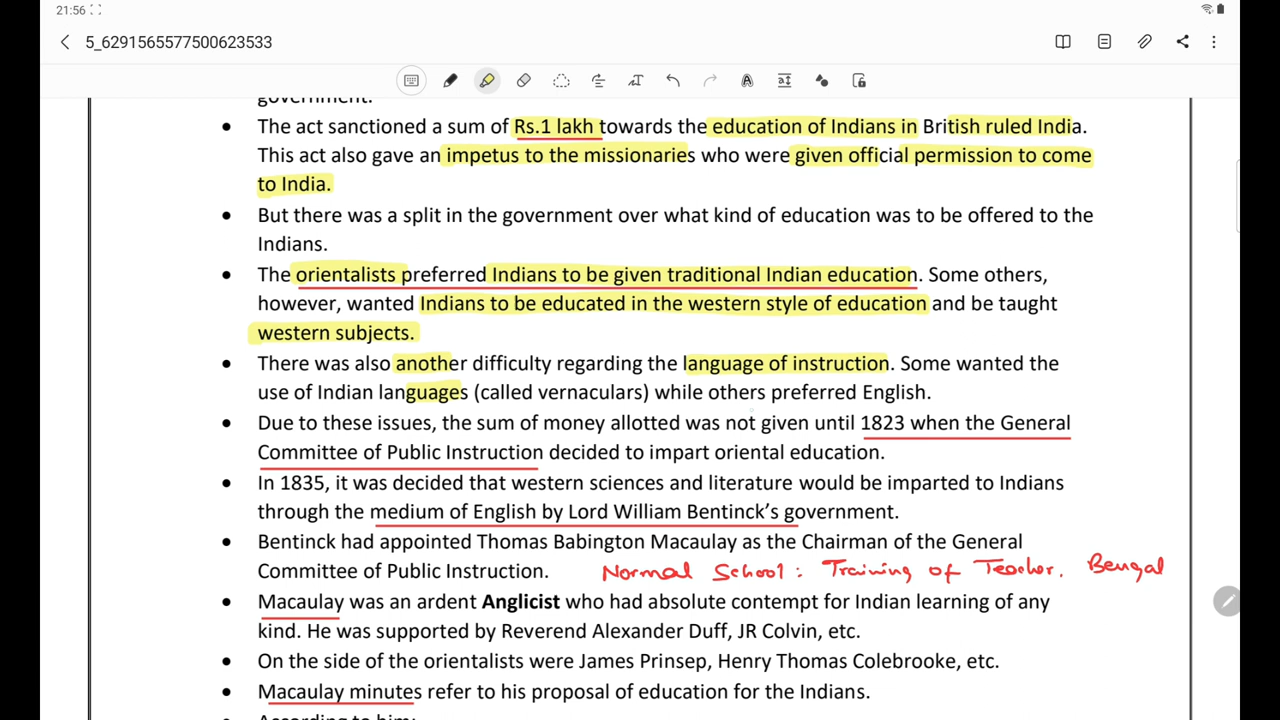 21:56
5_6291565577500623533
government.
The act sanctioned a sum of Rs.1 lakh towards the education of Indians in British ruled India.
This act also gave an impetus to the missionaries who were given official permission to come
to India.
But there was a split in the government over what kind of education was to be offered to the
Indians.
The orientalists preferred Indians to be given traditional Indian education. Some others,
however, wanted Indians to be educated in the western style of education and be taught
western subjects.
There was also another difficulty regarding the language of instruction. Some wanted the
use of Indian languages (called vernaculars) while others preferred English.
Due to these issues, the sum of money allotted was not given until 1823 when the General
Committee of Public Instruction decided to impart oriental education.
In 1835, it was decided that western sciences and literature would be imparted to Indians
through the medium of English by Lord William Bentinck's government.
Bentinck had appointed Thomas Babington Macaulay as the Chairman of the General
Committee of Public Instruction. Normal School: Training of Teacher. Bengal
Macaulay was an ardent Anglicist who had absolute contempt for Indian learning of any
kind. He was supported by Reverend Alexander Duff, JR Colvin, etc.
On the side of the orientalists were James Prinsep, Henry Thomas Colebrooke, etc.
Macaulay minutes refer to his proposal of education for the Indians.
According to him: